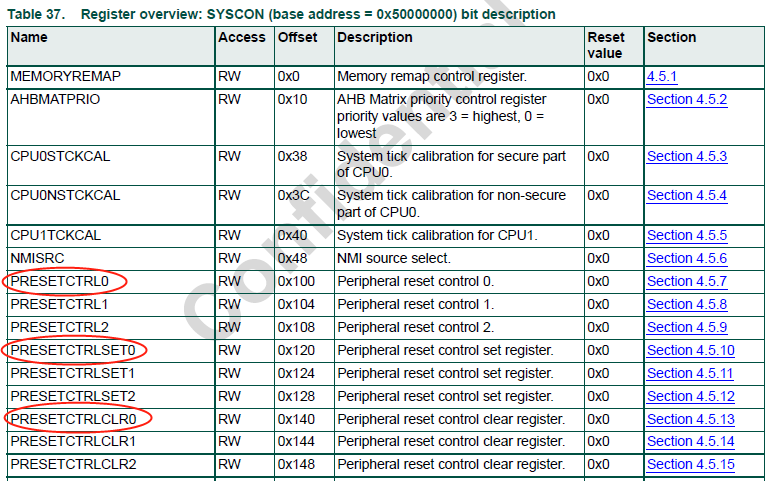 Table 37. Register overview: SYSCON (base address = 0x50000000) bit description
Name Access Offset Description Reset value Section
MEMORYREMAP RW 0x0 Memory remap control register. 0x0 4.5.1
AHBMATPRIO RW 0x10 AHB Matrix priority control register 0x0 Section 4.5.2
priority values are 3 = highest, 0 =
lowest
CPU0STCKCAL RW 0x38 System tick calibration for secure part 0x0 Section 4.5.3
of CPU0.
CPU0NSTCKCAL RW 0x3C System tick calibration for non-secure 0x0 Section 4.5.4
part of CPU0.
CPU1TCKCAL RW 0x40 System tick calibration for CPU1. 0x0 Section 4.5.5
NMISRC RW 0x48 NMI source select. 0x0 Section 4.5.6
PRESETCTRL0 RW 0x100 Peripheral reset control 0. 0x0 Section 4.5.7
PRESETCTRL1 RW 0x104 Peripheral reset control 1. 0x0 Section 4.5.8
PRESETCTRL2 RW 0x108 Peripheral reset control 2. 0x0 Section 4.5.9
PRESETCTRLSET0 RW 0x120 Peripheral reset control set register. 0x0 Section 4.5.10
PRESETCTRLSET1 RW 0x124 Peripheral reset control set register. 0x0 Section 4.5.11
PRESETCTRLSET2 RW 0x128 Peripheral reset control set register. 0x0 Section 4.5.12
PRESETCTRLCLR0 RW 0x140 Peripheral reset control clear register. 0x0 Section 4.5.13
PRESETCTRLCLR1 RW 0x144 Peripheral reset control clear register. 0x0 Section 4.5.14
PRESETCTRLCLR2 RW 0x148 Peripheral reset control clear register. 0x0 Section 4.5.15
Confidential